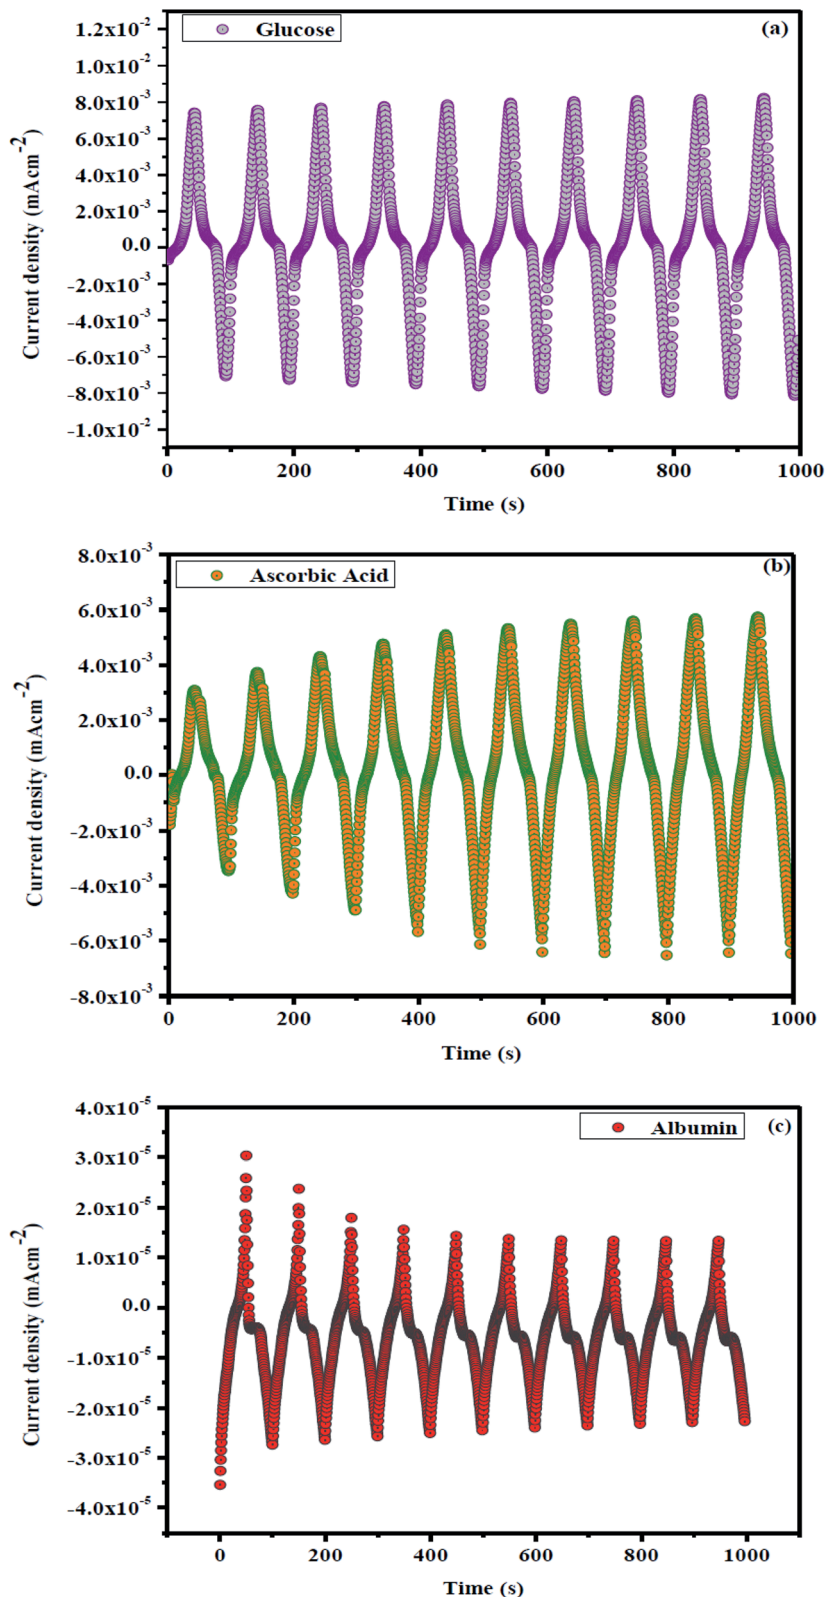 1.2x10⁻²
Glucose
(a)
1.0x10⁻²
8.0x10⁻³
6.0x10⁻³
4.0x10⁻³
2.0x10⁻³
0.0
-2.0x10⁻³
-4.0x10⁻³
-6.0x10⁻³
-8.0x10⁻³
-1.0x10⁻²
Current density (mAcm⁻²)
0 200 400 600 800 1000
Time (s)
8.0x10⁻³
Ascorbic Acid
(b)
6.0x10⁻³
4.0x10⁻³
2.0x10⁻³
0.0
-2.0x10⁻³
-4.0x10⁻³
-6.0x10⁻³
-8.0x10⁻³
Current density (mAcm⁻²)
0 200 400 600 800 1000
Time (s)
4.0x10⁻⁵
Albumin
(c)
3.0x10⁻⁵
2.0x10⁻⁵
1.0x10⁻⁵
0.0
-1.0x10⁻⁵
-2.0x10⁻⁵
-3.0x10⁻⁵
-4.0x10⁻⁵
Current density (mAcm⁻²)
0 200 400 600 800 1000
Time (s)